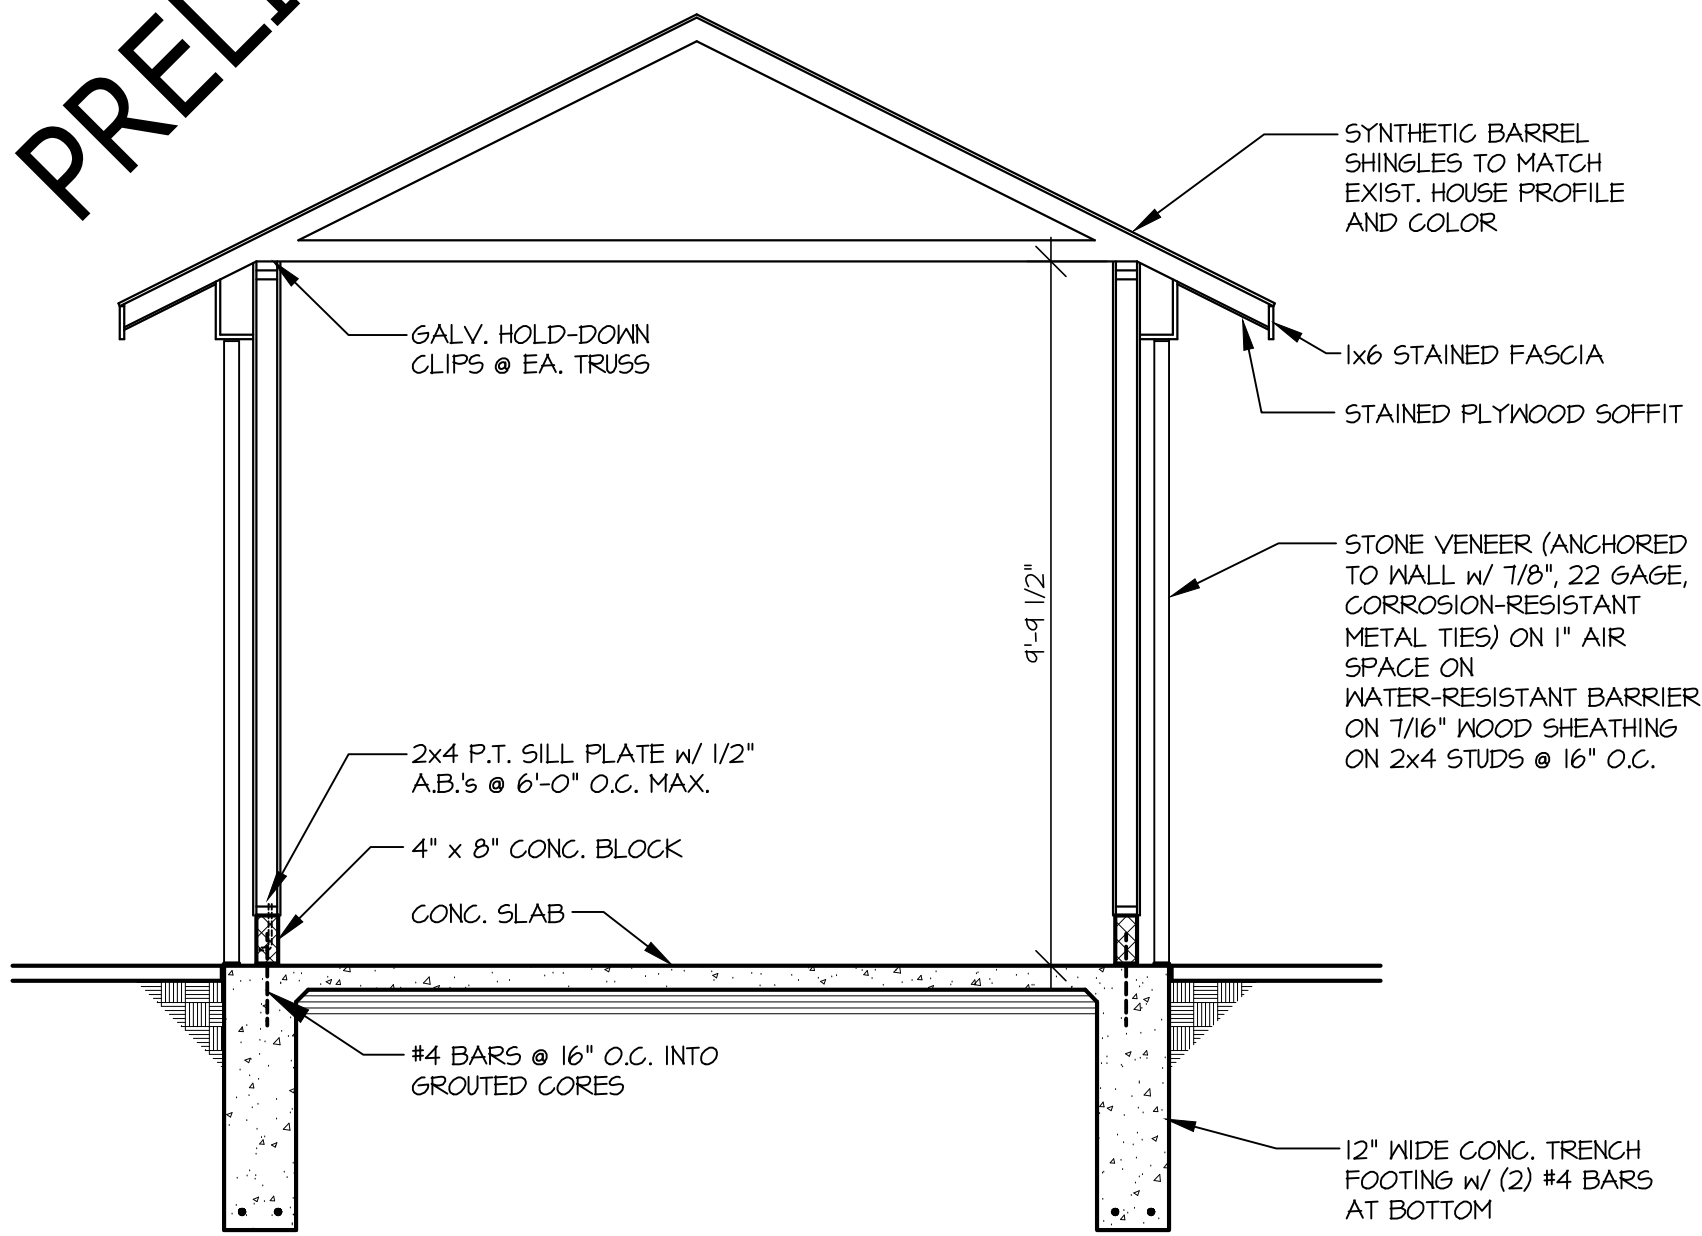 PRELI
SYNTHETIC BARREL
SHINGLES TO MATCH
EXIST. HOUSE PROFILE
AND COLOR
GALV. HOLD-DOWN
CLIPS @ EA. TRUSS
1x6 STAINED FASCIA
STAINED PLYWOOD SOFFIT
STONE VENEER (ANCHORED
TO WALL w/ 7/8", 22 GAGE,
CORROSION-RESISTANT
METAL TIES) ON 1" AIR
SPACE ON
WATER-RESISTANT BARRIER
ON 7/16" WOOD SHEATHING
ON 2x4 STUDS @ 16" O.C.
9'-9 1/2"
2x4 P.T. SILL PLATE w/ 1/2"
A.B.'s @ 6'-0" O.C. MAX.
4" x 8" CONC. BLOCK
CONC. SLAB
#4 BARS @ 16" O.C. INTO
GROUTED CORES
12" WIDE CONC. TRENCH
FOOTING w/ (2) #4 BARS
AT BOTTOM